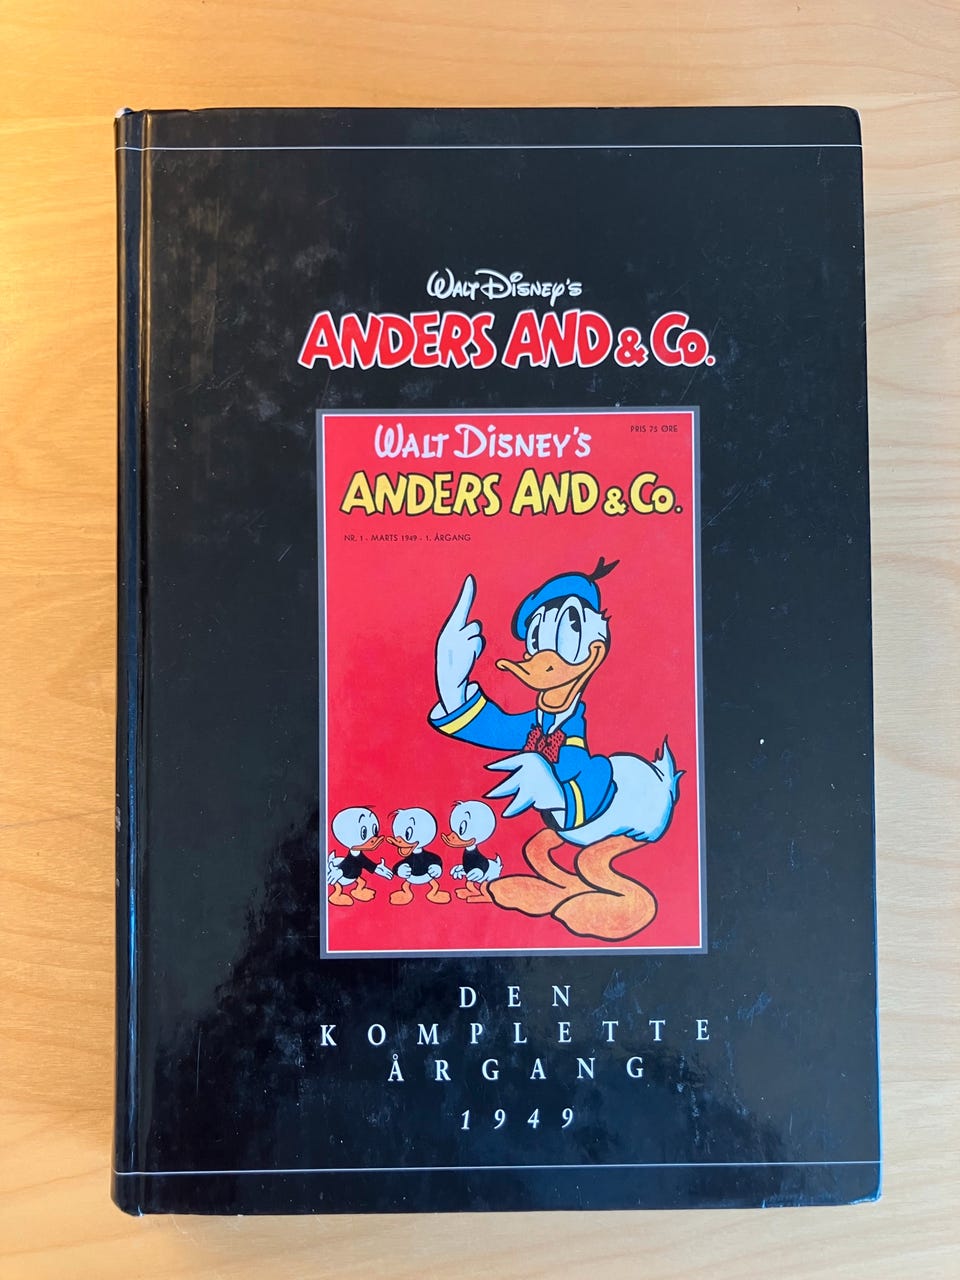 WALT DISNEY'S
ANDERS AND & Co.
WALT DISNEY'S
PRIS 75 ØRE
ANDERS AND & Co.
NR. 1 - MARTS 1949 - 1. ÅRGANG
DEN
KOMPLETTE
ÅRGANG
1949